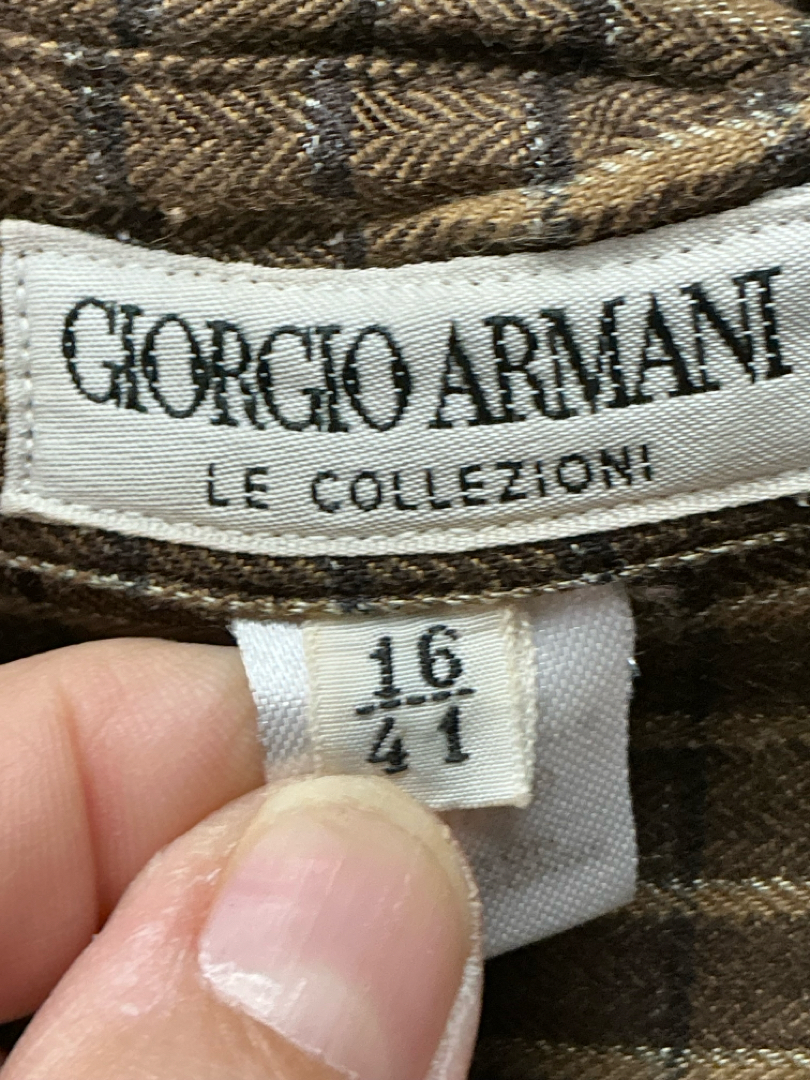 GIORGIO ARMANI
LE COLLEZIONI
16
41